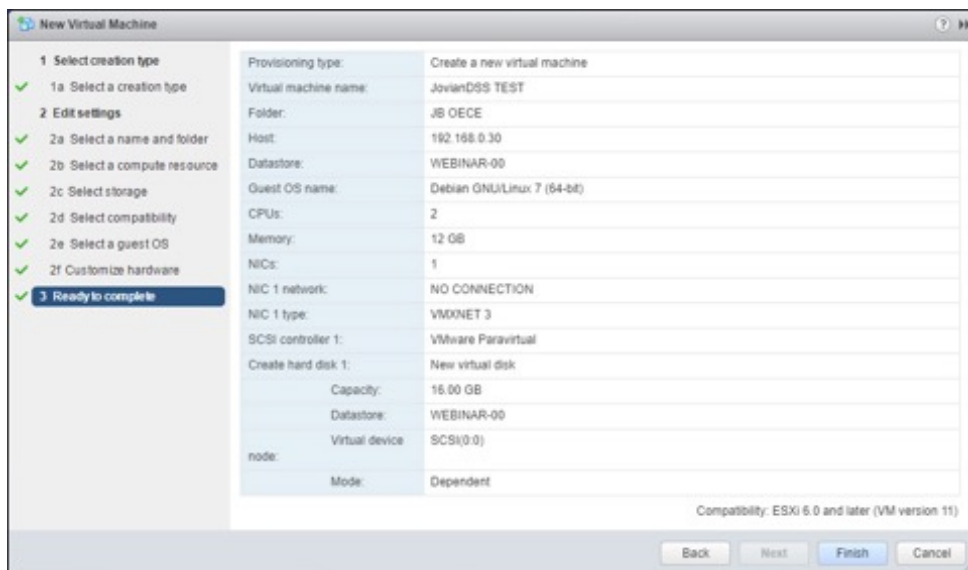 New Virtual Machine
1 Select creation type
1a Select a creation type
2 Edit settings
2a Select a name and folder
2b Select a compute resource
2c Select storage
2d Select compatibility
2e Select a guest OS
2f Customize hardware
3 Ready to complete
Provisioning type: Create a new virtual machine
Virtual machine name: JovianDSS TEST
Folder: JB OECE
Host: 192.168.0.30
Datastore: WEBINAR-00
Guest OS name: Debian GNU/Linux 7 (64-bit)
CPUs: 2
Memory: 12 GB
NICs: 1
NIC 1 network: NO CONNECTION
NIC 1 type: VMXNET 3
SCSI controller 1: VMware Paravirtual
Create hard disk 1: New virtual disk
Capacity: 16.00 GB
Datastore: WEBINAR-00
Virtual device SCSI(0:0)
node:
Mode: Dependent
Compatibility: ESXi 6.0 and later (VM version 11)
Back Next Finish Cancel